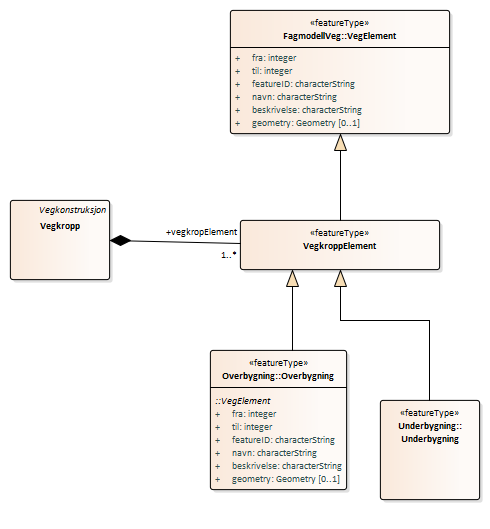 «featureType»
FagmodellVeg::VegElement
+ fra: integer
+ til: integer
+ featureID: characterString
+ navn: characterString
+ beskrivelse: characterString
+ geometry: Geometry [0..1]
Vegkonstruksjon
Vegkropp
+vegkropElement
1..*
«featureType»
VegkroppElement
«featureType»
Overbygning::Overbygning
::VegElement
+ fra: integer
+ til: integer
+ featureID: characterString
+ navn: characterString
+ beskrivelse: characterString
+ geometry: Geometry [0..1]
«featureType»
Underbygning::
Underbygning